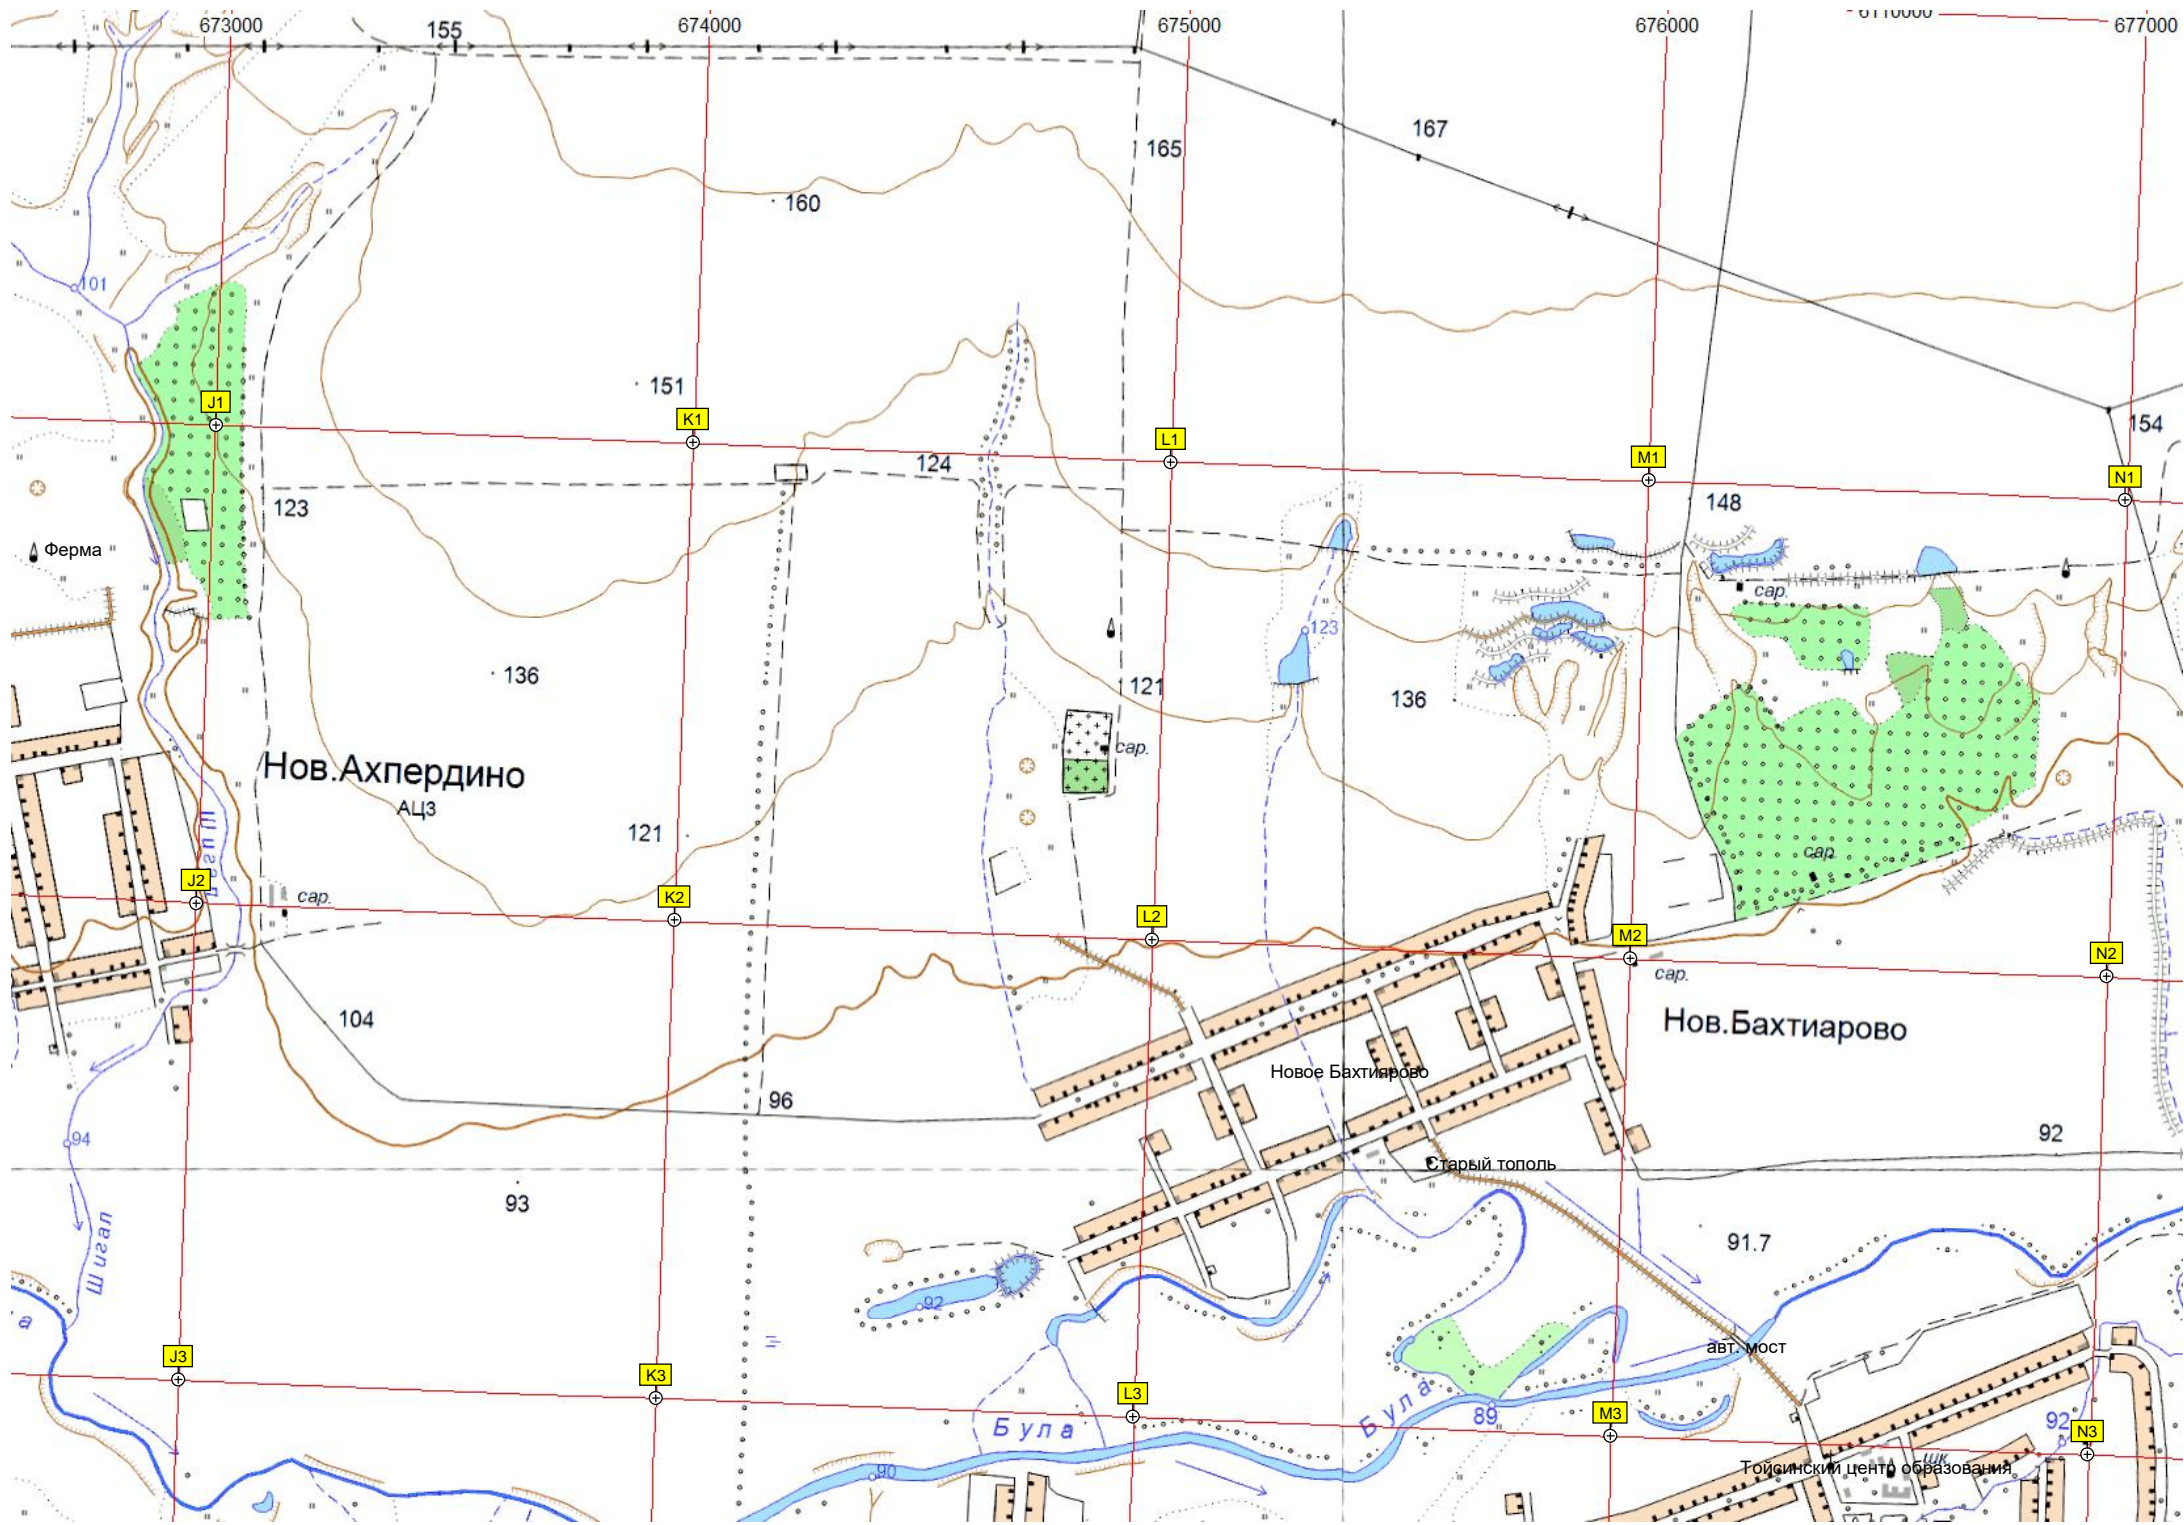 673000
674000
675000
676000
6110000
677000
155
167
165
160
101
151
154
J1
K1
L1
M1
N1
124
123
148
Ферма
сар.
123
136
121
136
сар.
Нов.Ахпердино
АЦЗ
121
Шигал
сар.
J2
K2
L2
M2
N2
сар.
сар.
104
Нов.Бахтиарово
Новое Бахтиярово
96
94
92
Старый тополь
93
91.7
Шигал
92
а
авт. мост
J3
K3
L3
M3
N3
Була
Була
89
92
90
шк.
Тойсинский центр образования